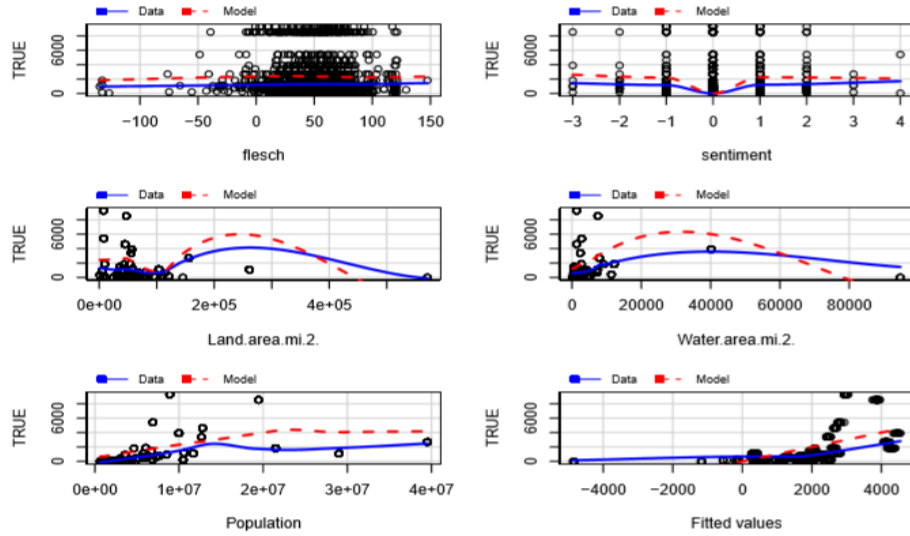 Data Model
TRUE
0 6000
−100 −50 0 50 100 150
flesch
Data Model
TRUE
0 6000
−3 −2 −1 0 1 2 3 4
sentiment
Data Model
TRUE
0 6000
0e+00 2e+05 4e+05
Land.area.mi.2.
Data Model
TRUE
0 6000
0 20000 40000 60000 80000
Water.area.mi.2.
Data Model
TRUE
0 6000
0e+00 1e+07 2e+07 3e+07 4e+07
Population
Data Model
TRUE
0 6000
−4000 −2000 0 2000 4000
Fitted values